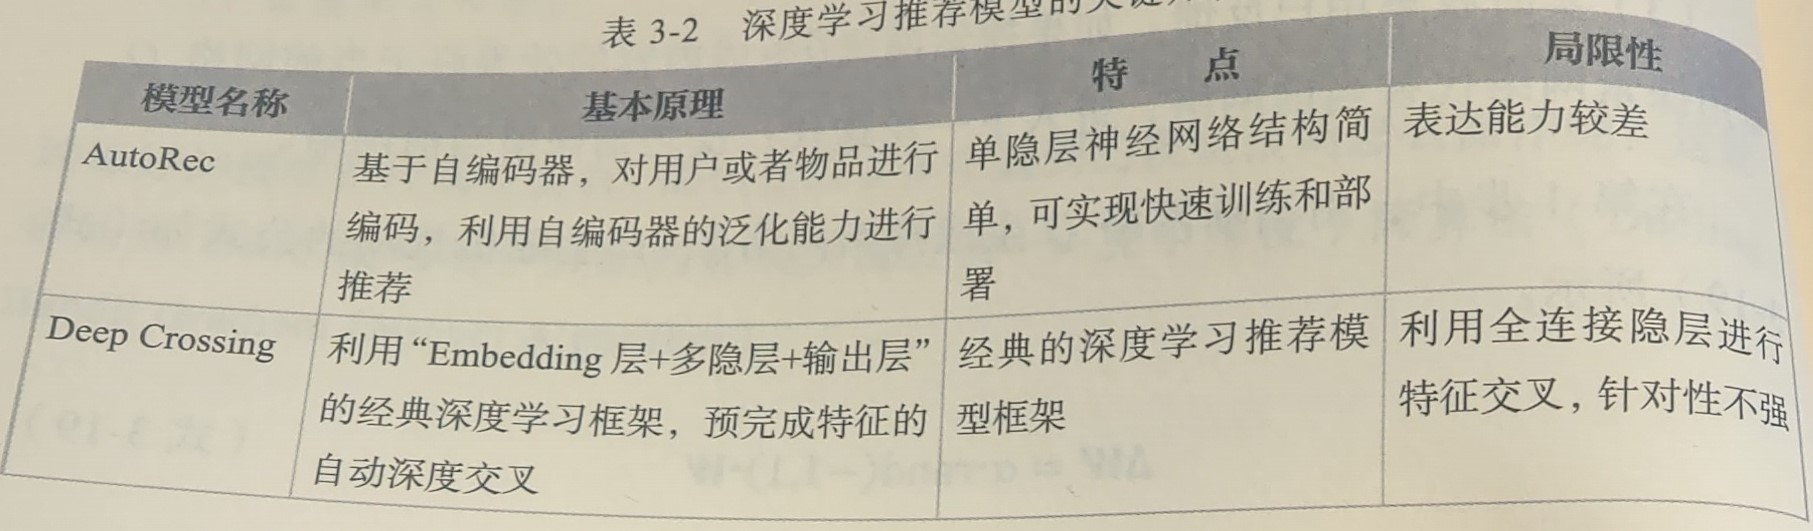 表 3-2 深度学习推荐模型的关键
模型名称 基本原理 特 点 局限性
AutoRec
基于自编码器，对用户或者物品进行
编码，利用自编码器的泛化能力进行
推荐
单隐层神经网络结构简
单，可实现快速训练和部
署
表达能力较差
Deep Crossing
利用“Embedding 层+多隐层+输出层”
的经典深度学习框架，预完成特征的
自动深度交叉
经典的深度学习推荐模
型框架
利用全连接隐层进行
特征交叉，针对性不强